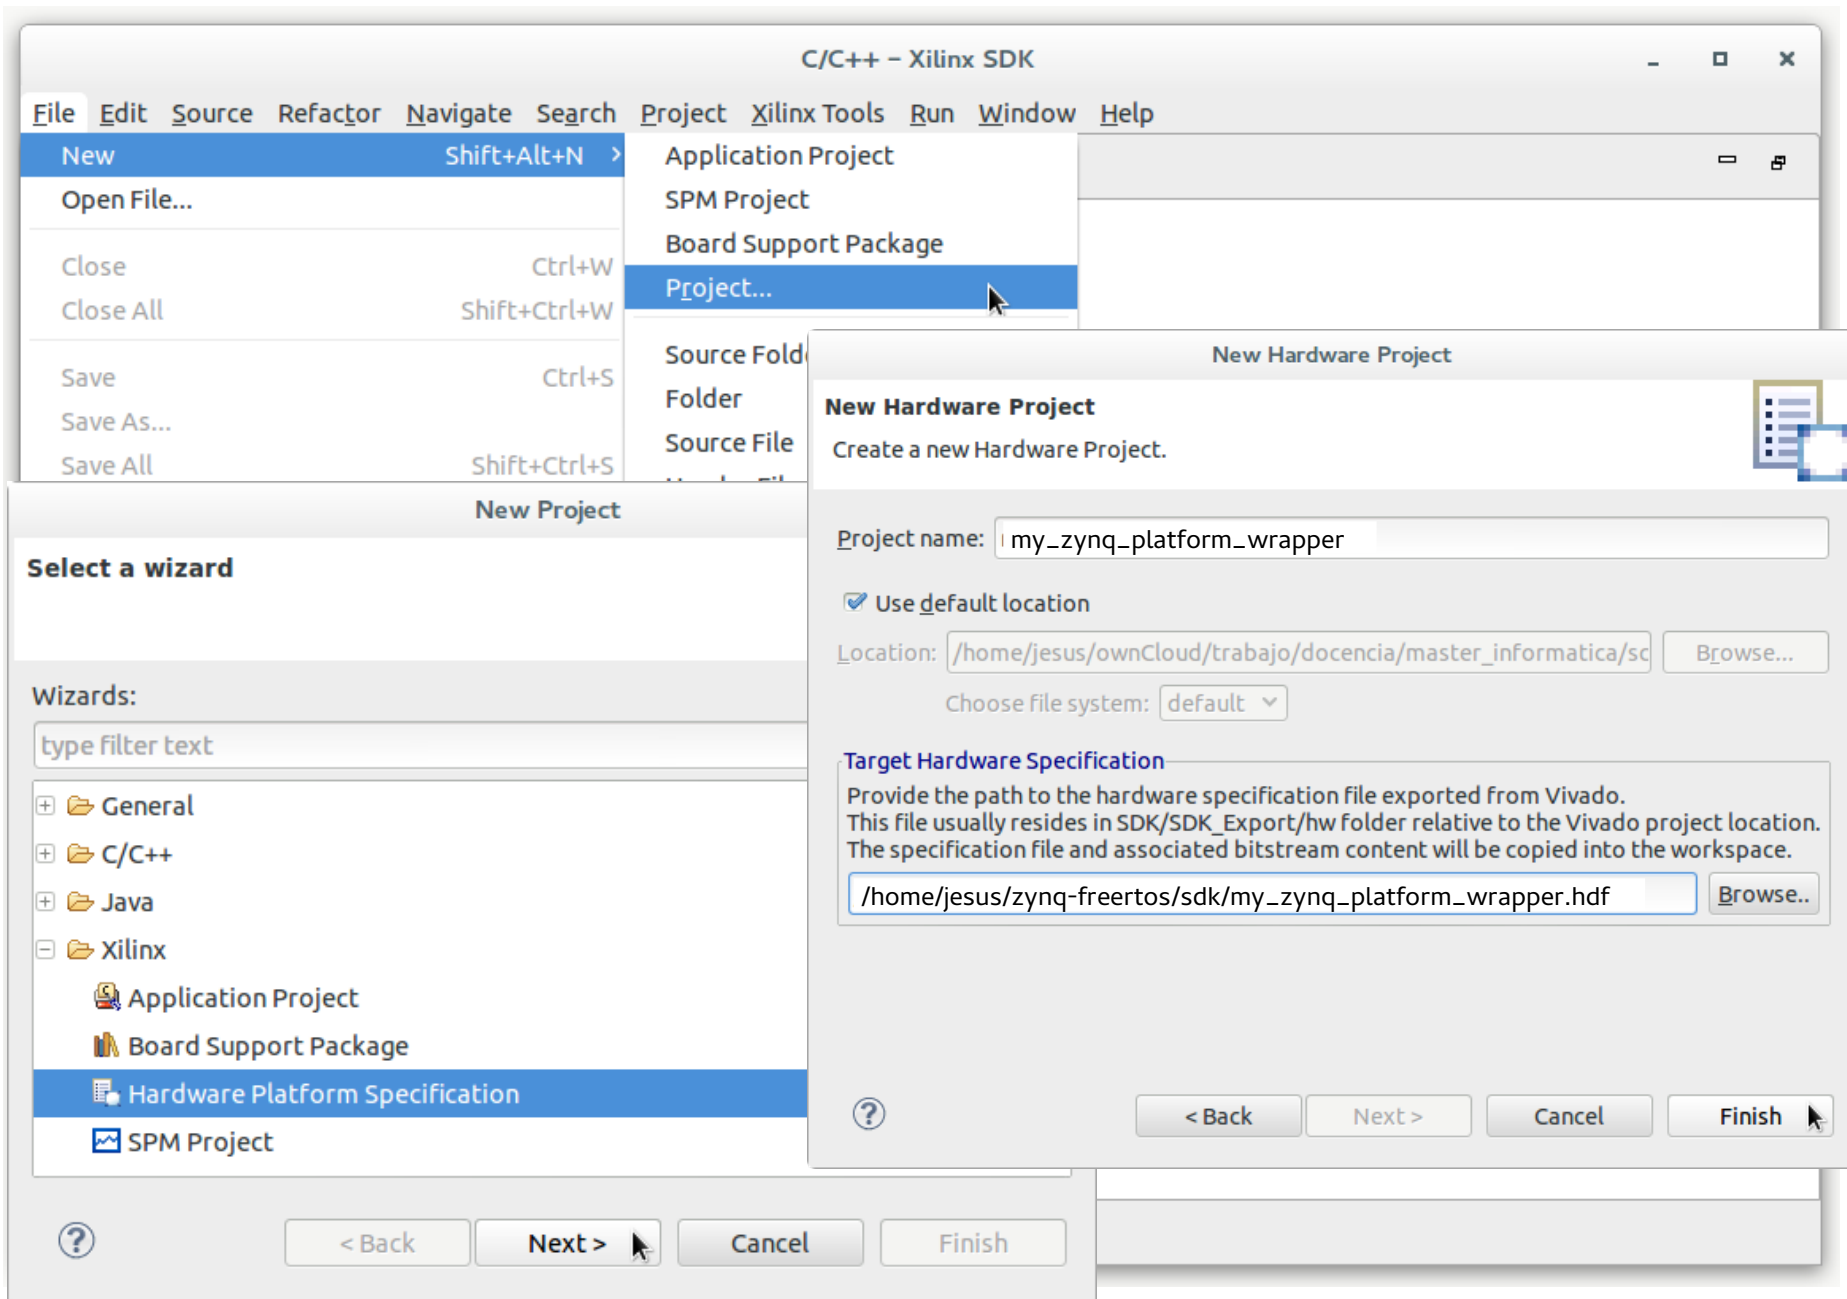 C/C++ – Xilinx SDK
File Edit Source Refactor Navigate Search Project Xilinx Tools Run Window Help
New Shift+Alt+N
Open File...
Close Ctrl+W
Close All Shift+Ctrl+W
Save Ctrl+S
Save As...
Save All Shift+Ctrl+S
Application Project
SPM Project
Board Support Package
Project...
Source Folde
Folder
Source File
New Project
Select a wizard
Wizards:
type filter text
General
C/C++
Java
Xilinx
Application Project
Board Support Package
Hardware Platform Specification
SPM Project
< Back Next > Cancel Finish
New Hardware Project
New Hardware Project
Create a new Hardware Project.
Project name: my_zynq_platform_wrapper
Use default location
Location: /home/jesus/ownCloud/trabajo/docencia/master_informatica/sc Browse...
Choose file system: default
Target Hardware Specification
Provide the path to the hardware specification file exported from Vivado.
This file usually resides in SDK/SDK_Export/hw folder relative to the Vivado project location.
The specification file and associated bitstream content will be copied into the workspace.
/home/jesus/zynq-freertos/sdk/my_zynq_platform_wrapper.hdf Browse..
< Back Next > Cancel Finish